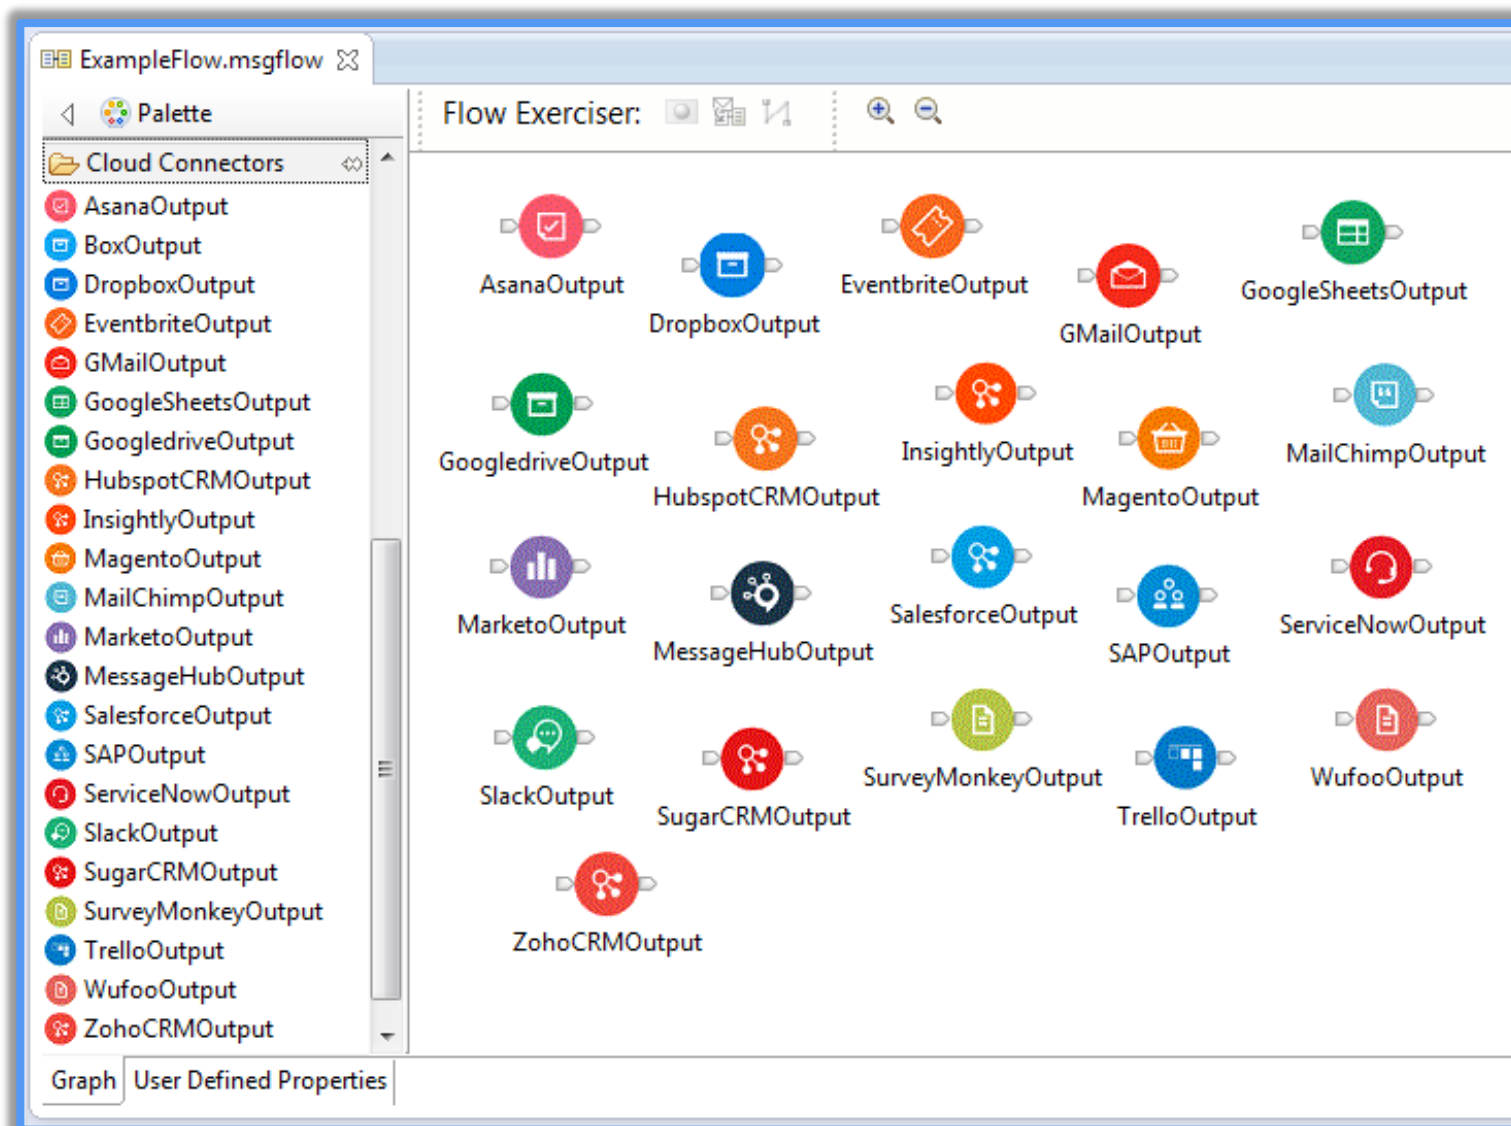 ExampleFlow.msgflow
Palette
Flow Exerciser:
Cloud Connectors
AsanaOutput
BoxOutput
DropboxOutput
EventbriteOutput
GMailOutput
GoogleSheetsOutput
GoogledriveOutput
HubspotCRMOutput
InsightlyOutput
MagentoOutput
MailChimpOutput
MarketoOutput
MessageHubOutput
SalesforceOutput
SAPOutput
ServiceNowOutput
SlackOutput
SugarCRMOutput
SurveyMonkeyOutput
TrelloOutput
WufooOutput
ZohoCRMOutput
AsanaOutput
DropboxOutput
EventbriteOutput
GMailOutput
GoogleSheetsOutput
GoogledriveOutput
HubspotCRMOutput
InsightlyOutput
MagentoOutput
MailChimpOutput
MarketoOutput
MessageHubOutput
SalesforceOutput
SAPOutput
ServiceNowOutput
SlackOutput
SugarCRMOutput
SurveyMonkeyOutput
TrelloOutput
WufooOutput
ZohoCRMOutput
Graph
User Defined Properties